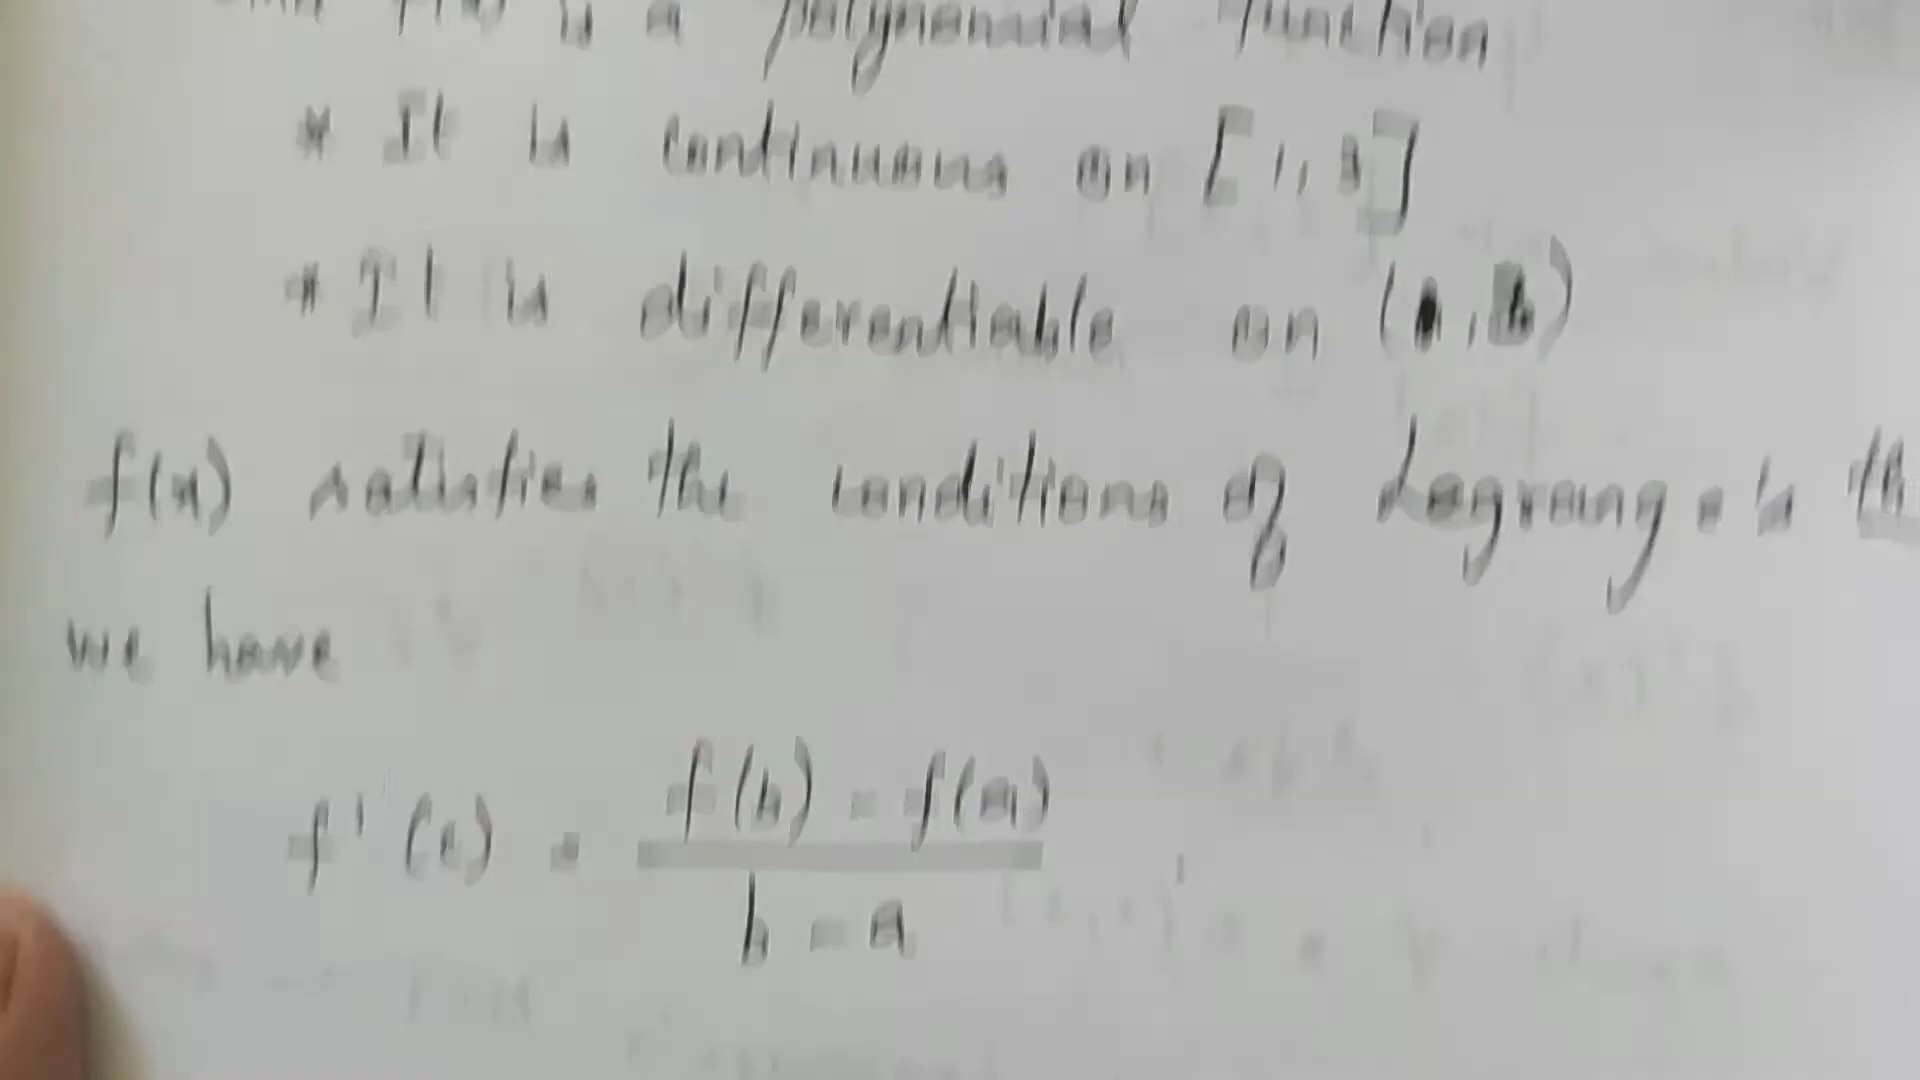 f(x) is a polynomial function
* It is continuous on [1, 3]
* It is differentiable on (1, 3)
f(x) satisfies the conditions of Lagrange's
we have
f'(c) = f(b) - f(a)
b - a